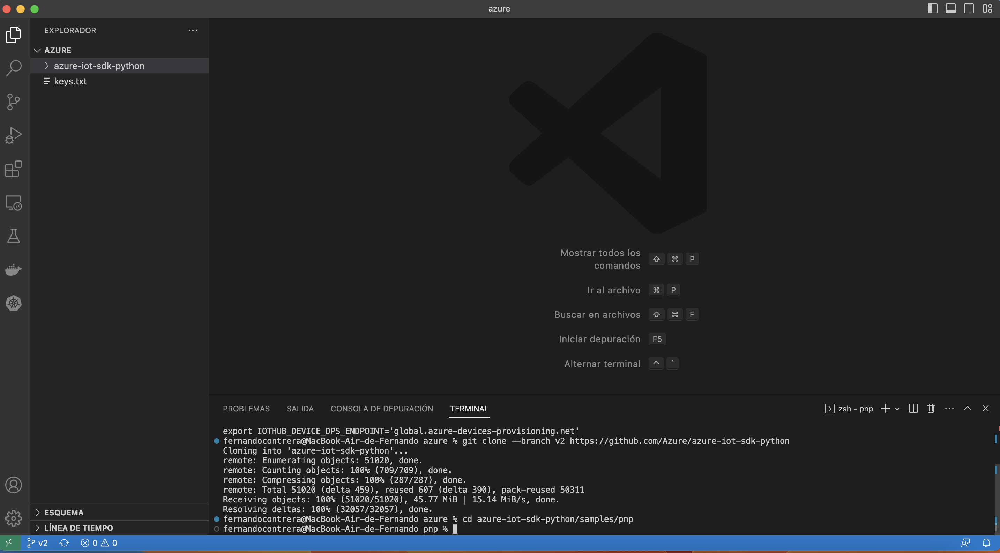 azure
EXPLORADOR
AZURE
azure-iot-sdk-python
keys.txt
Mostrar todos los
comandos
⇧ ⌘ P
Ir al archivo ⌘ P
Buscar en archivos ⇧ ⌘ F
Iniciar depuración F5
Alternar terminal ^ `
PROBLEMAS SALIDA CONSOLA DE DEPURACIÓN TERMINAL zsh - pnp
export IOTHUB_DEVICE_DPS_ENDPOINT='global.azure-devices-provisioning.net'
fernandocontrera@MacBook-Air-de-Fernando azure % git clone --branch v2 https://github.com/Azure/azure-iot-sdk-python
Cloning into 'azure-iot-sdk-python'...
remote: Enumerating objects: 51020, done.
remote: Counting objects: 100% (709/709), done.
remote: Compressing objects: 100% (287/287), done.
remote: Total 51020 (delta 459), reused 607 (delta 390), pack-reused 50311
Receiving objects: 100% (51020/51020), 45.77 MiB | 15.14 MiB/s, done.
Resolving deltas: 100% (32057/32057), done.
fernandocontrera@MacBook-Air-de-Fernando azure % cd azure-iot-sdk-python/samples/pnp
fernandocontrera@MacBook-Air-de-Fernando pnp %
ESQUEMA
LÍNEA DE TIEMPO
v2 0 0